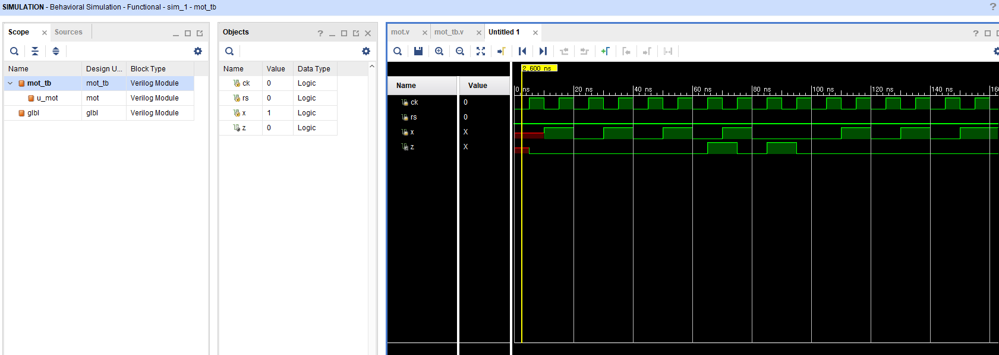 SIMULATION - Behavioral Simulation - Functional - sim_1 - mot_tb
?
Scope
Sources
Name
Design U...
Block Type
mot_tb
mot_tb
Verilog Module
u_mot
mot
Verilog Module
glbl
glbl
Verilog Module
Objects
?
Name
Value
Data Type
ck
0
Logic
rs
0
Logic
x
1
Logic
z
0
Logic
mot.v
mot_tb.v
Untitled 1
?
2,600 ns
Name
Value
0 ns
20 ns
40 ns
60 ns
80 ns
100 ns
120 ns
140 ns
160
ck
0
rs
0
x
X
z
X